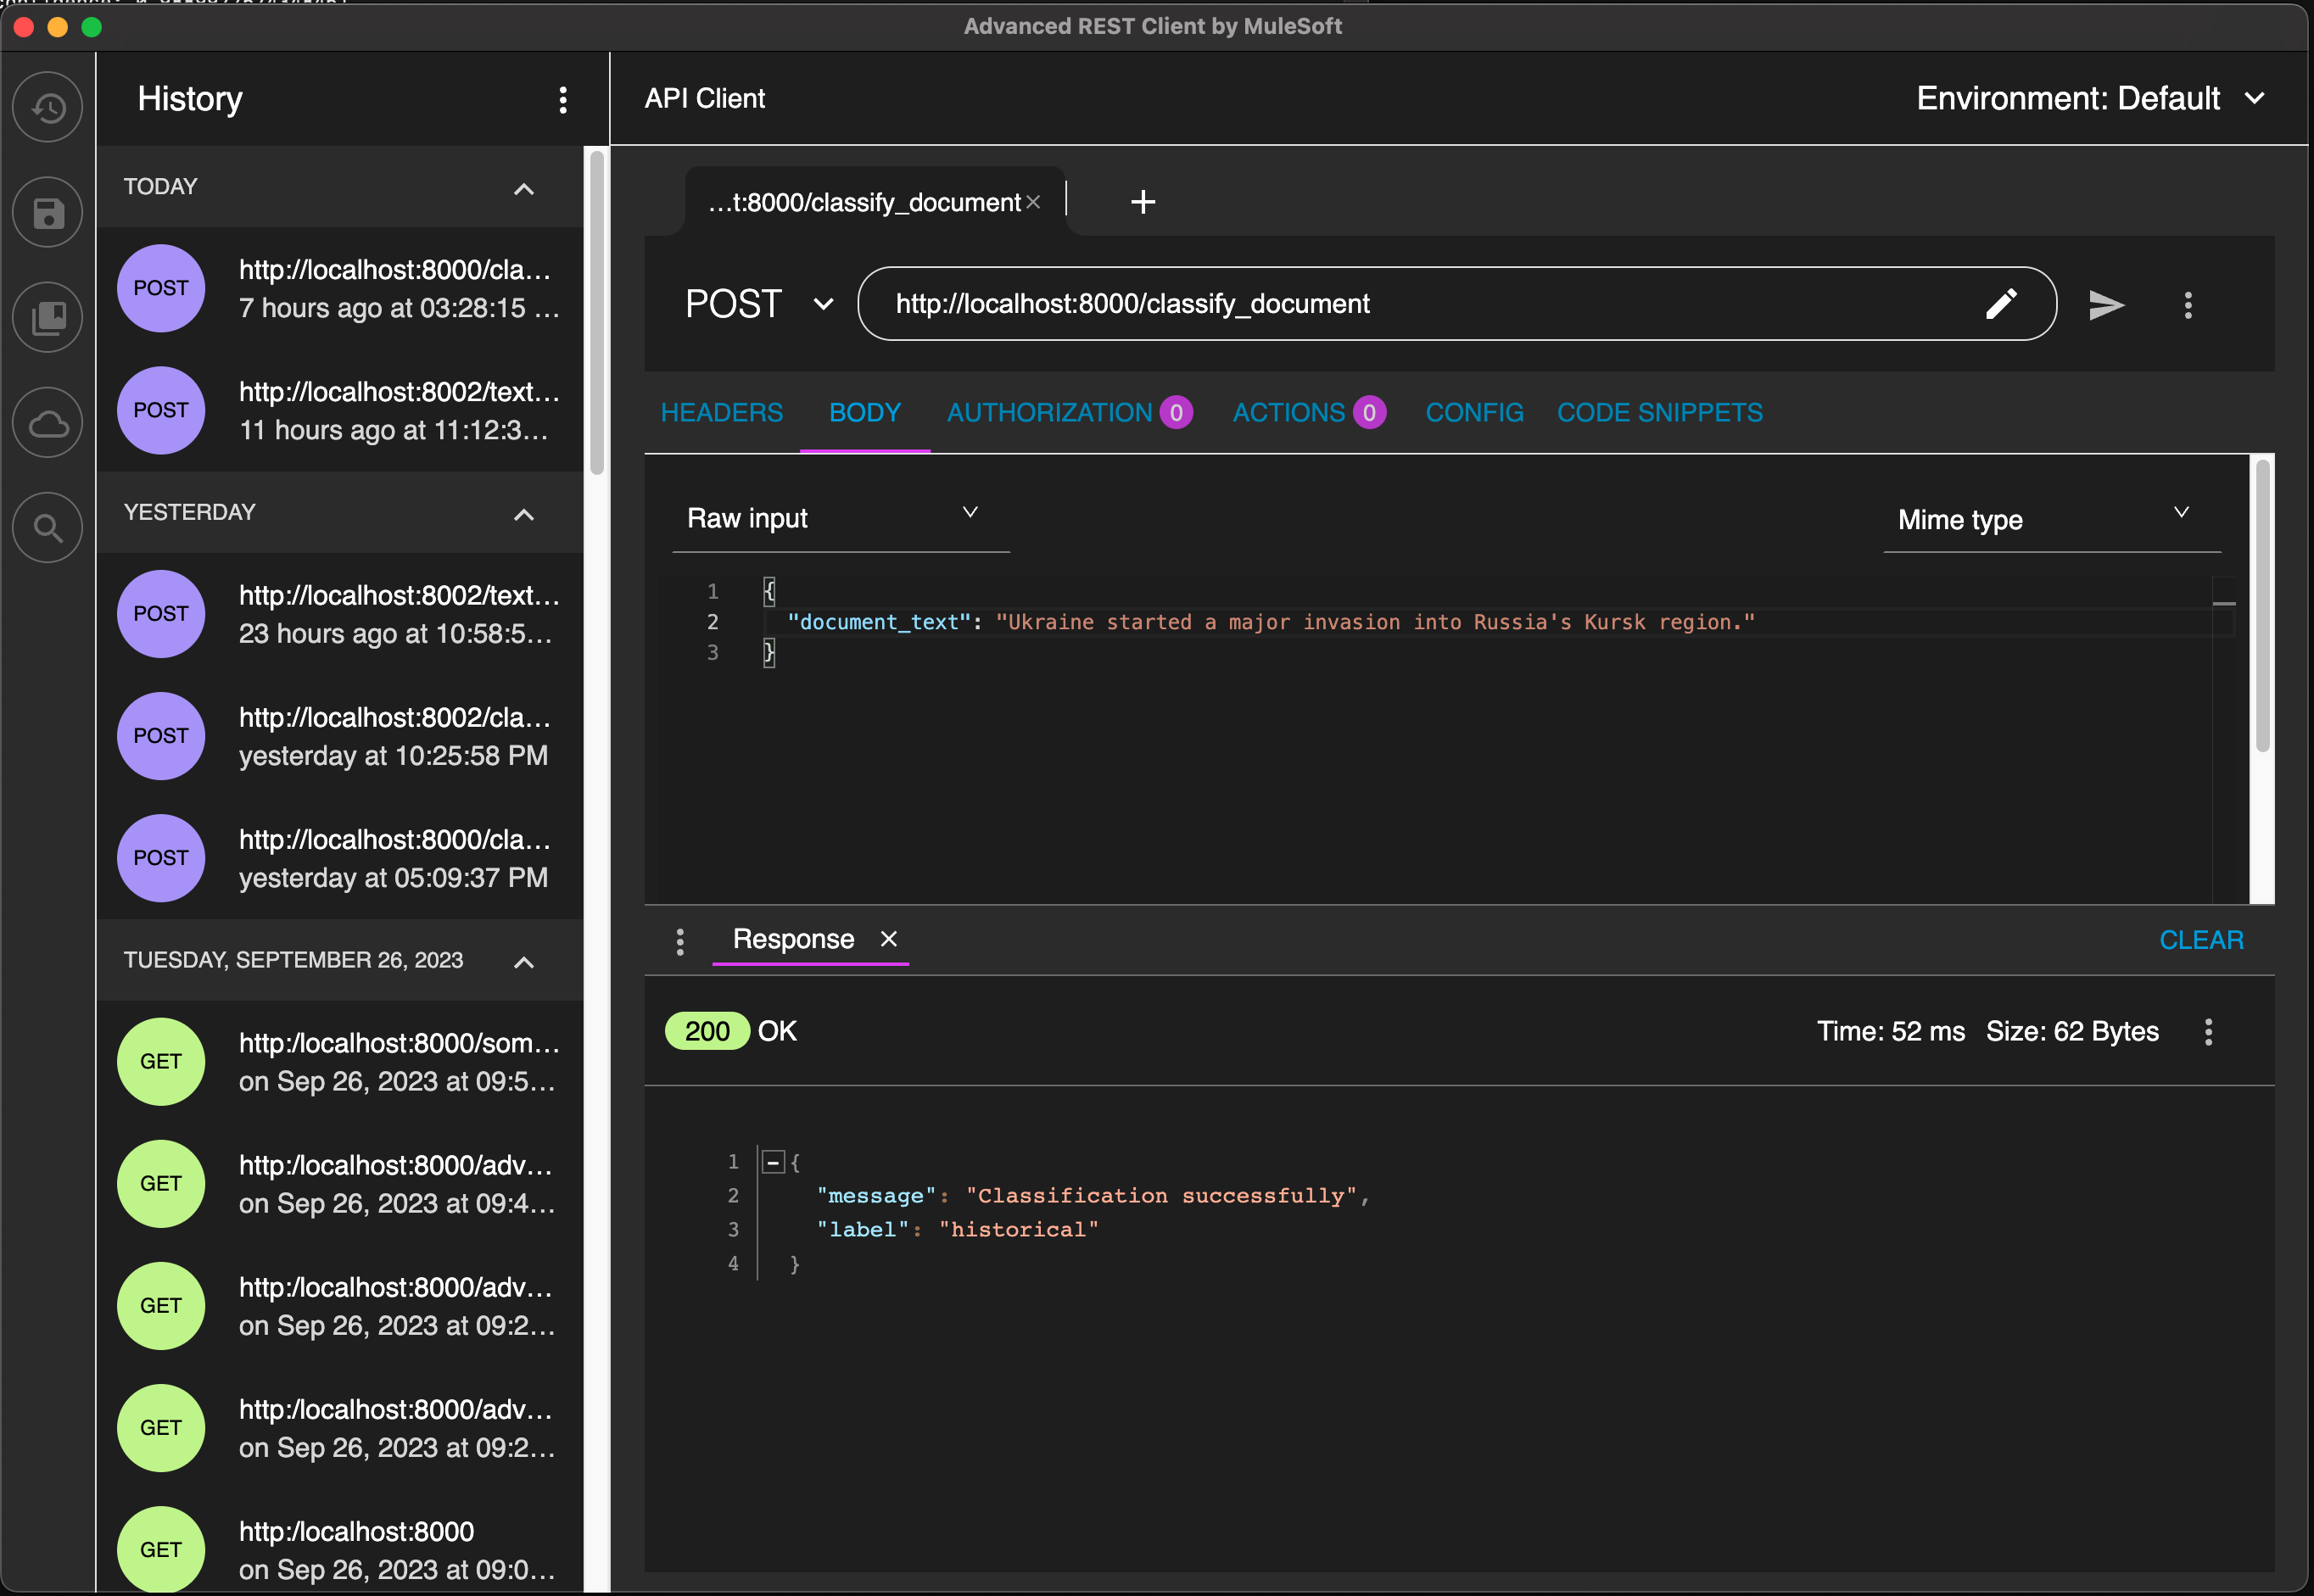 Advanced REST Client by MuleSoft
History
API Client
Environment: Default
TODAY
POST
http://localhost:8000/cla...
7 hours ago at 03:28:15 ...
POST
http://localhost:8002/text...
11 hours ago at 11:12:3...
YESTERDAY
POST
http://localhost:8002/text...
23 hours ago at 10:58:5...
POST
http://localhost:8002/cla...
yesterday at 10:25:58 PM
POST
http://localhost:8000/cla...
yesterday at 05:09:37 PM
TUESDAY, SEPTEMBER 26, 2023
GET
http:/localhost:8000/som...
on Sep 26, 2023 at 09:5...
GET
http:/localhost:8000/adv...
on Sep 26, 2023 at 09:4...
GET
http:/localhost:8000/adv...
on Sep 26, 2023 at 09:2...
GET
http:/localhost:8000/adv...
on Sep 26, 2023 at 09:2...
GET
http:/localhost:8000
on Sep 26, 2023 at 09:0...
...t:8000/classify_document
POST http://localhost:8000/classify_document
HEADERS BODY AUTHORIZATION 0 ACTIONS 0 CONFIG CODE SNIPPETS
Raw input Mime type
1 {
2 "document_text": "Ukraine started a major invasion into Russia's Kursk region."
3 }
Response CLEAR
200 OK Time: 52 ms Size: 62 Bytes
1 {
2 "message": "Classification successfully",
3 "label": "historical"
4 }